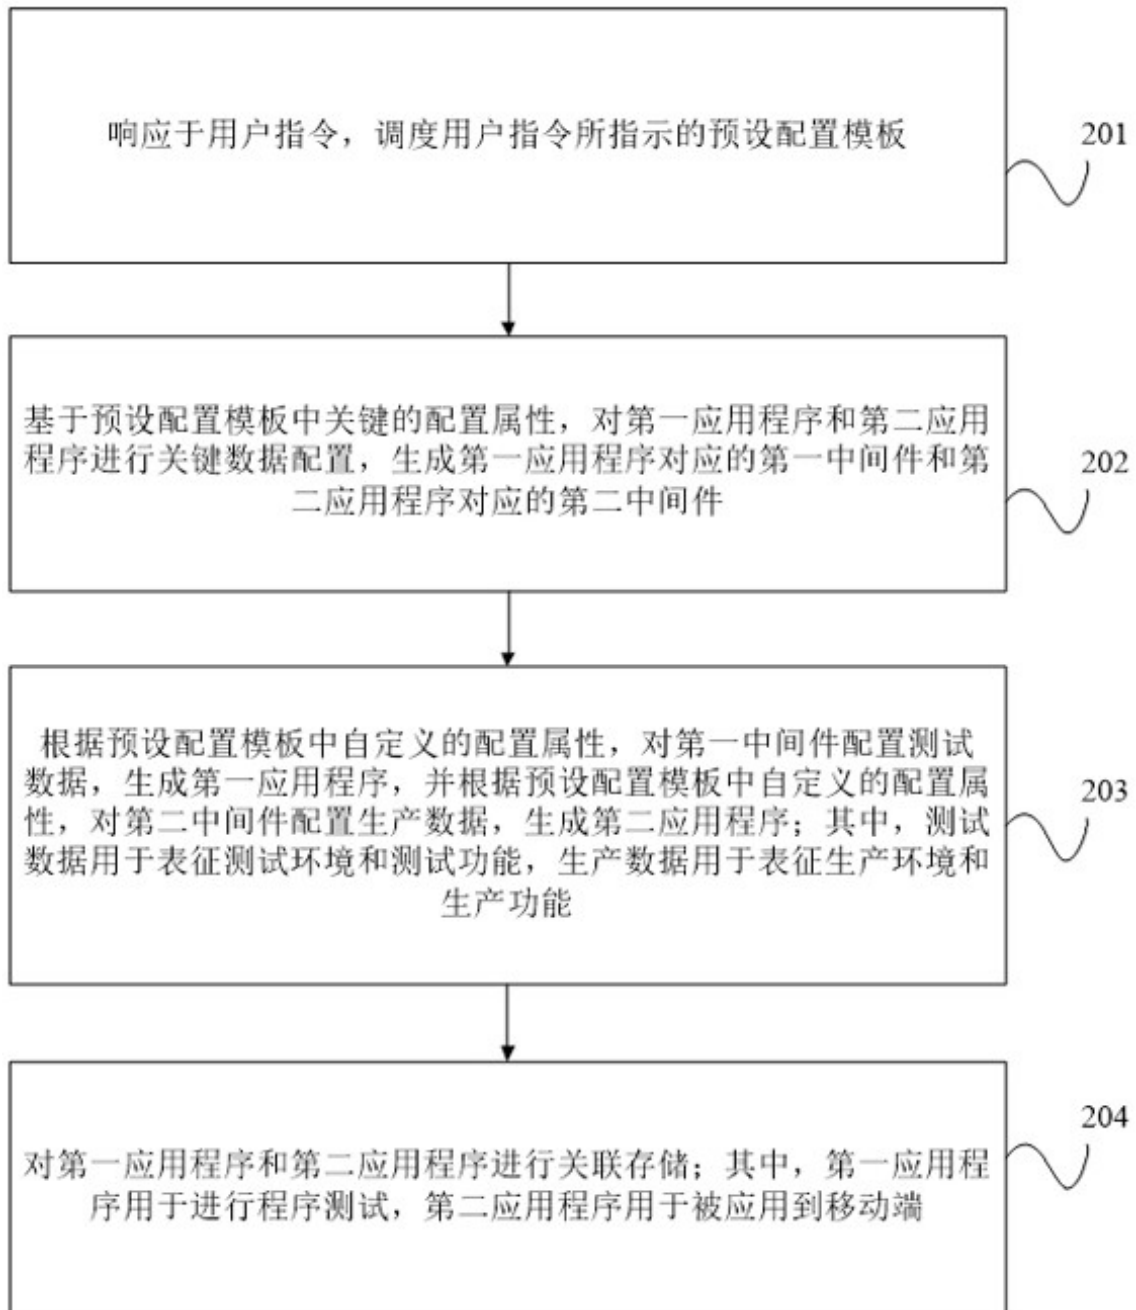 响应于用户指令，调度用户指令所指示的预设配置模板
201
基于预设配置模板中关键的配置属性，对第一应用程序和第二应用
程序进行关键数据配置，生成第一应用程序对应的第一中间件和第
二应用程序对应的第二中间件
202
根据预设配置模板中自定义的配置属性，对第一中间件配置测试
数据，生成第一应用程序，并根据预设配置模板中自定义的配置属
性，对第二中间件配置生产数据，生成第二应用程序；其中，测试
数据用于表征测试环境和测试功能，生产数据用于表征生产环境和
生产功能
203
对第一应用程序和第二应用程序进行关联存储；其中，第一应用程
序用于进行程序测试，第二应用程序用于被应用到移动端
204